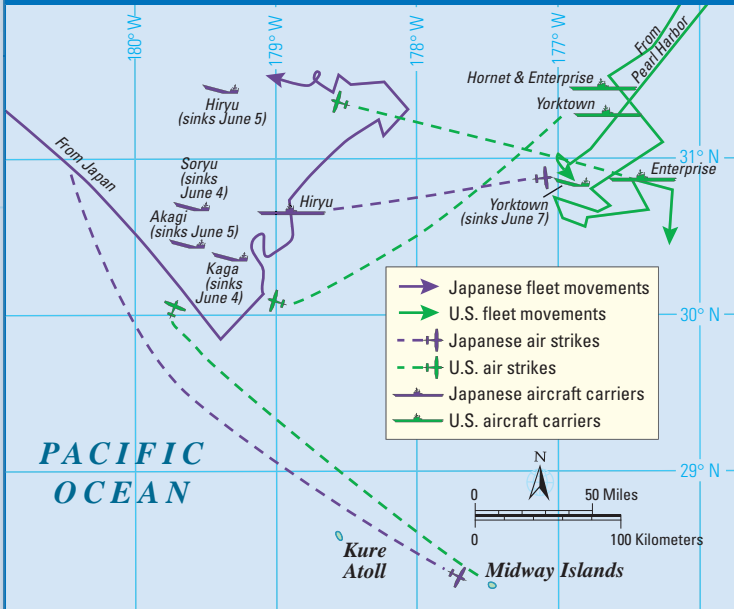 180° W
179° W
178° W
177° W
From
Pearl Harbor
Hornet & Enterprise
Yorktown
Hiryu
(sinks June 5)
31° N
From Japan
Soryu
(sinks
June 4)
Enterprise
Akagi
(sinks June 5)
Hiryu
Yorktown
(sinks June 7)
Kaga
(sinks
June 4)
30° N
Japanese fleet movements
U.S. fleet movements
Japanese air strikes
U.S. air strikes
Japanese aircraft carriers
U.S. aircraft carriers
PACIFIC
OCEAN
29° N
N
0 50 Miles
0 100 Kilometers
Kure
Atoll
Midway Islands